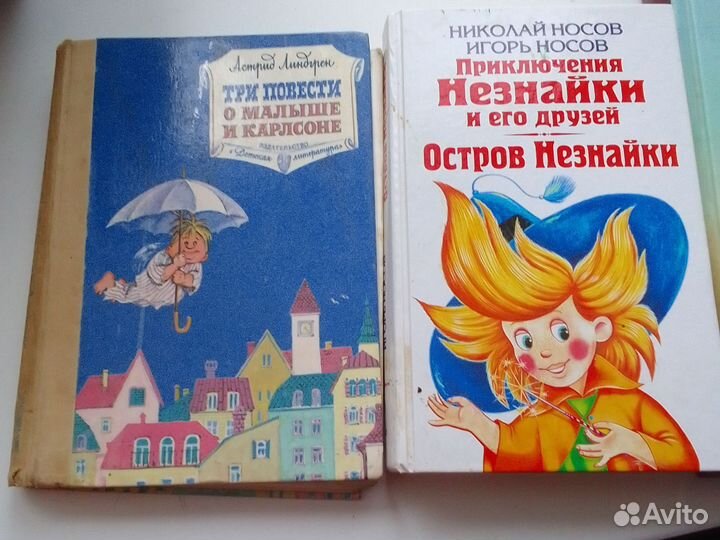 Астрид Линдгрен
ТРИ ПОВЕСТИ
О МАЛЫШЕ
И КАРЛСОНЕ
ИЗДАТЕЛЬСТВО
«Детская литература»
НИКОЛАЙ НОСОВ
ИГОРЬ НОСОВ
Приключения
Незнайки
и его друзей
Остров Незнайки
Avito